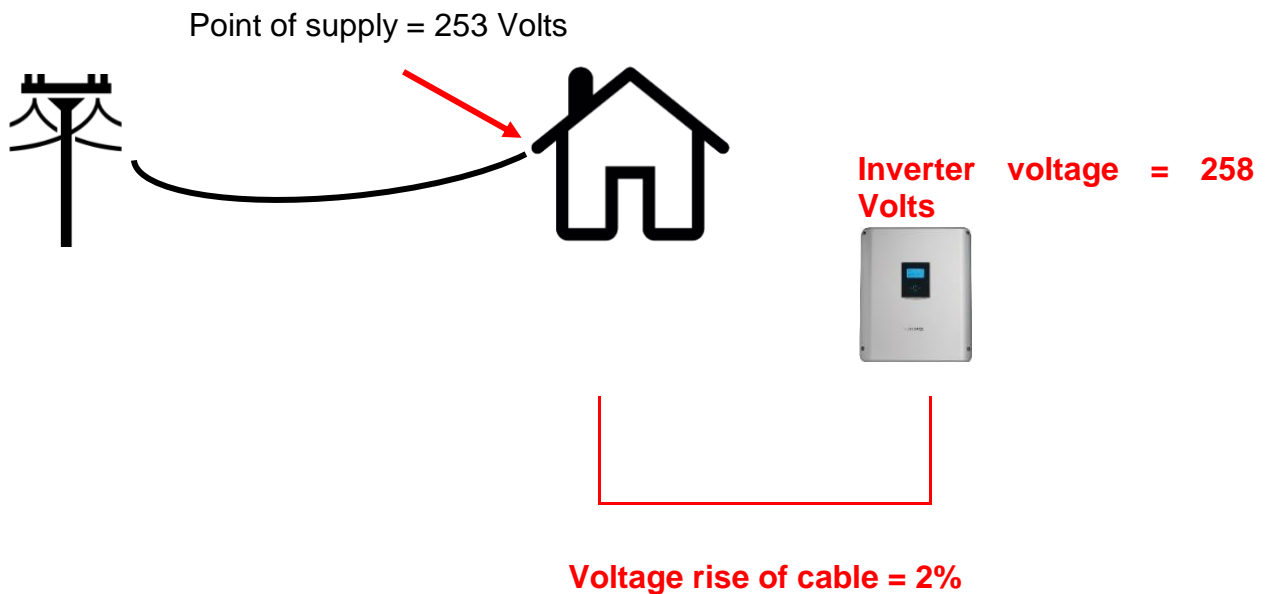 Point of supply = 253 Volts
Inverter voltage = 258
Volts
Voltage rise of cable = 2%